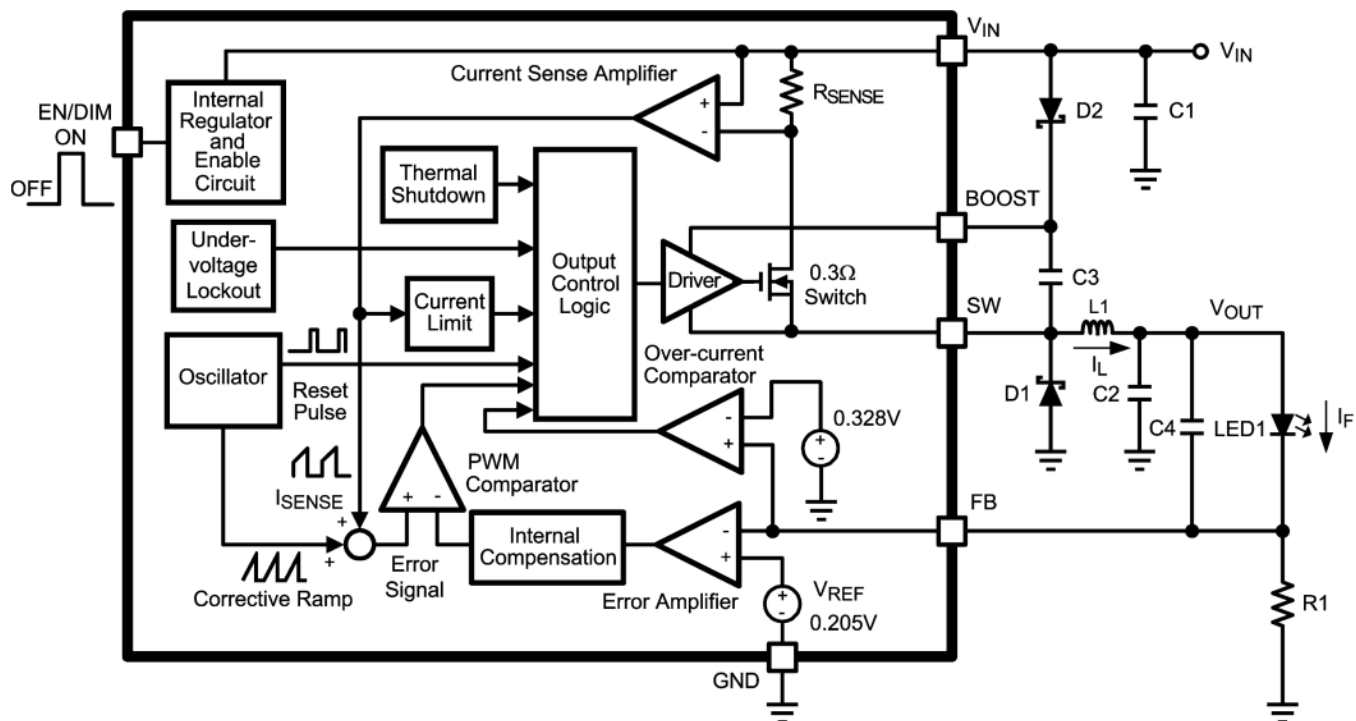 VIN
VIN
Current Sense Amplifier
RSENSE
+
-
D2
C1
EN/DIM
ON
OFF
Internal
Regulator
and
Enable
Circuit
Thermal
Shutdown
BOOST
Under-
voltage
Lockout
Output
Control
Logic
Driver
0.3Ω
Switch
C3
Current
Limit
SW
L1
VOUT
IL
Oscillator
Reset
Pulse
Over-current
Comparator
D1
C2
C4
LED1
IF
-
+
+
-
0.328V
ISENSE
PWM
Comparator
+
-
+
+
Error
Signal
Corrective Ramp
Internal
Compensation
-
+
Error Amplifier
FB
+
-
VREF
0.205V
R1
GND